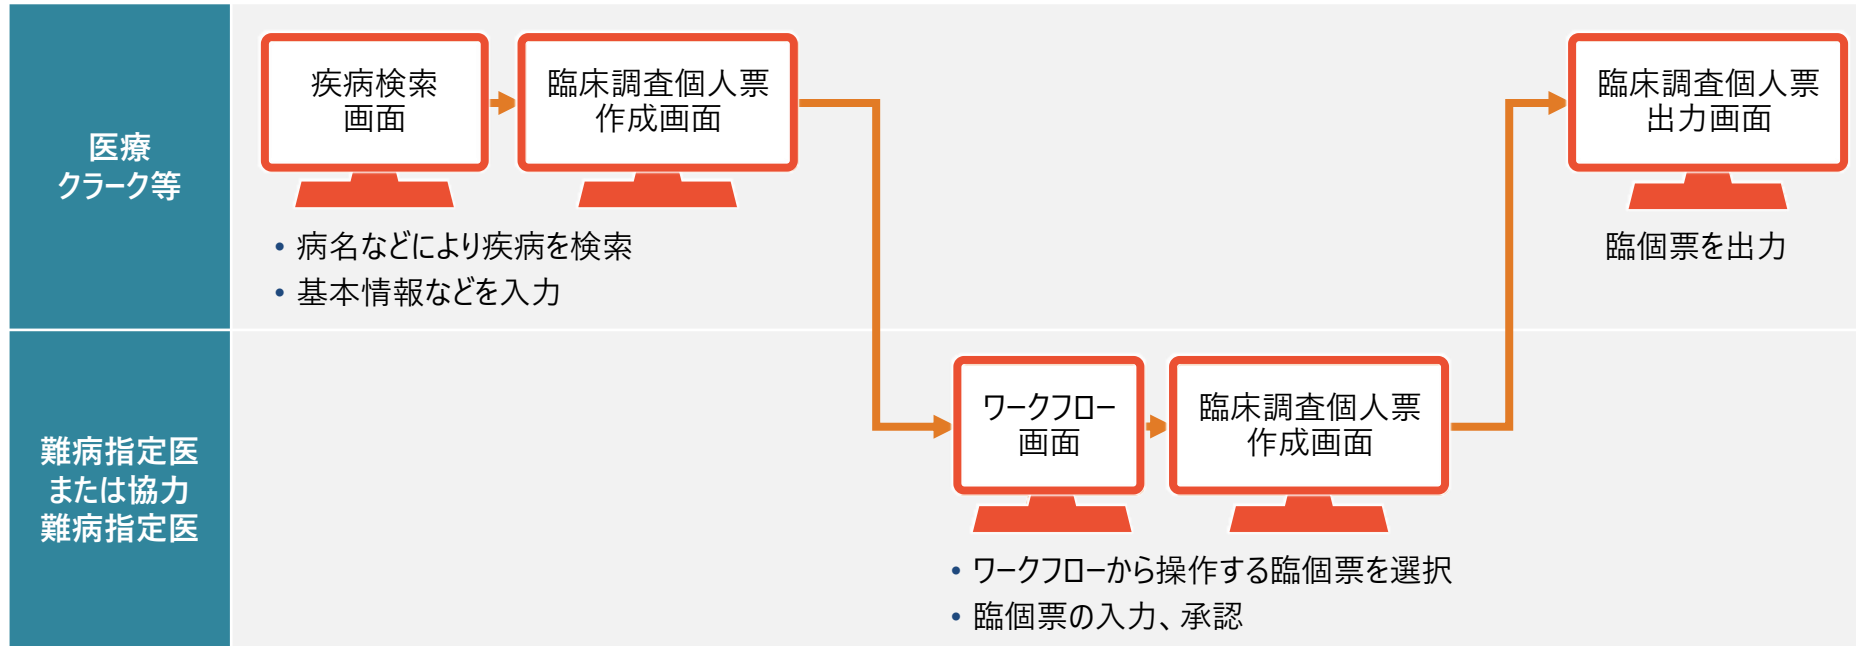 医療
クラーク等
疾病検索
画面
臨床調査個人票
作成画面
臨床調査個人票
出力画面
• 病名などにより疾病を検索
• 基本情報などを入力
臨個票を出力
難病指定医
または協力
難病指定医
ワークフロー
画面
臨床調査個人票
作成画面
• ワークフローから操作する臨個票を選択
• 臨個票の入力、承認